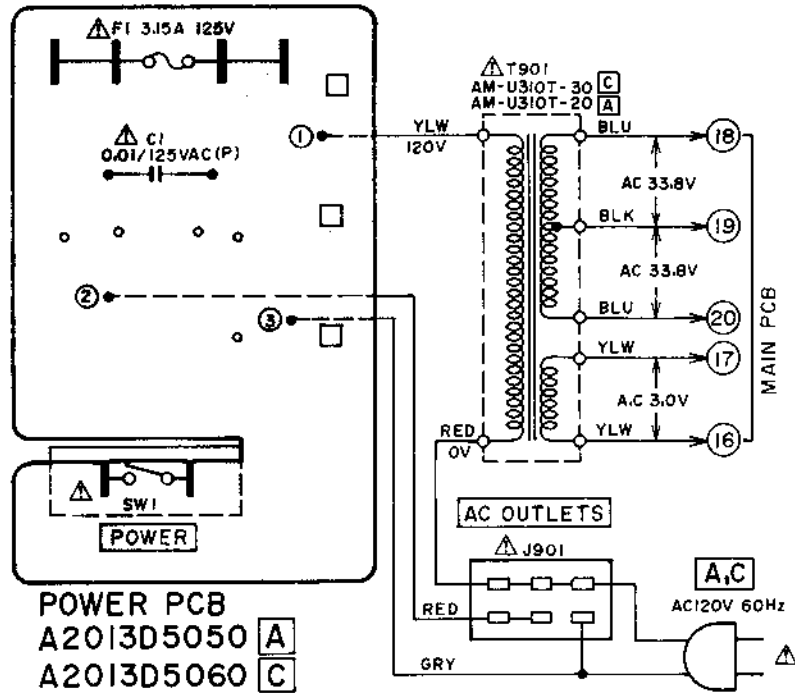 F1 3.15A 125V
C1
0.01/125VAC(P)
①
②
③
SW1
POWER
POWER PCB
A2013D5050 A
A2013D5060 C
T901
AM-U310T-30 C
AM-U310T-20 A
YLW
120V
RED
0V
BLU
18
AC 33.8V
BLK
19
AC 33.8V
BLU
20
YLW
17
A.C 3.0V
YLW
16
MAIN PCB
AC OUTLETS
J901
RED
GRY
A,C
AC120V 60Hz